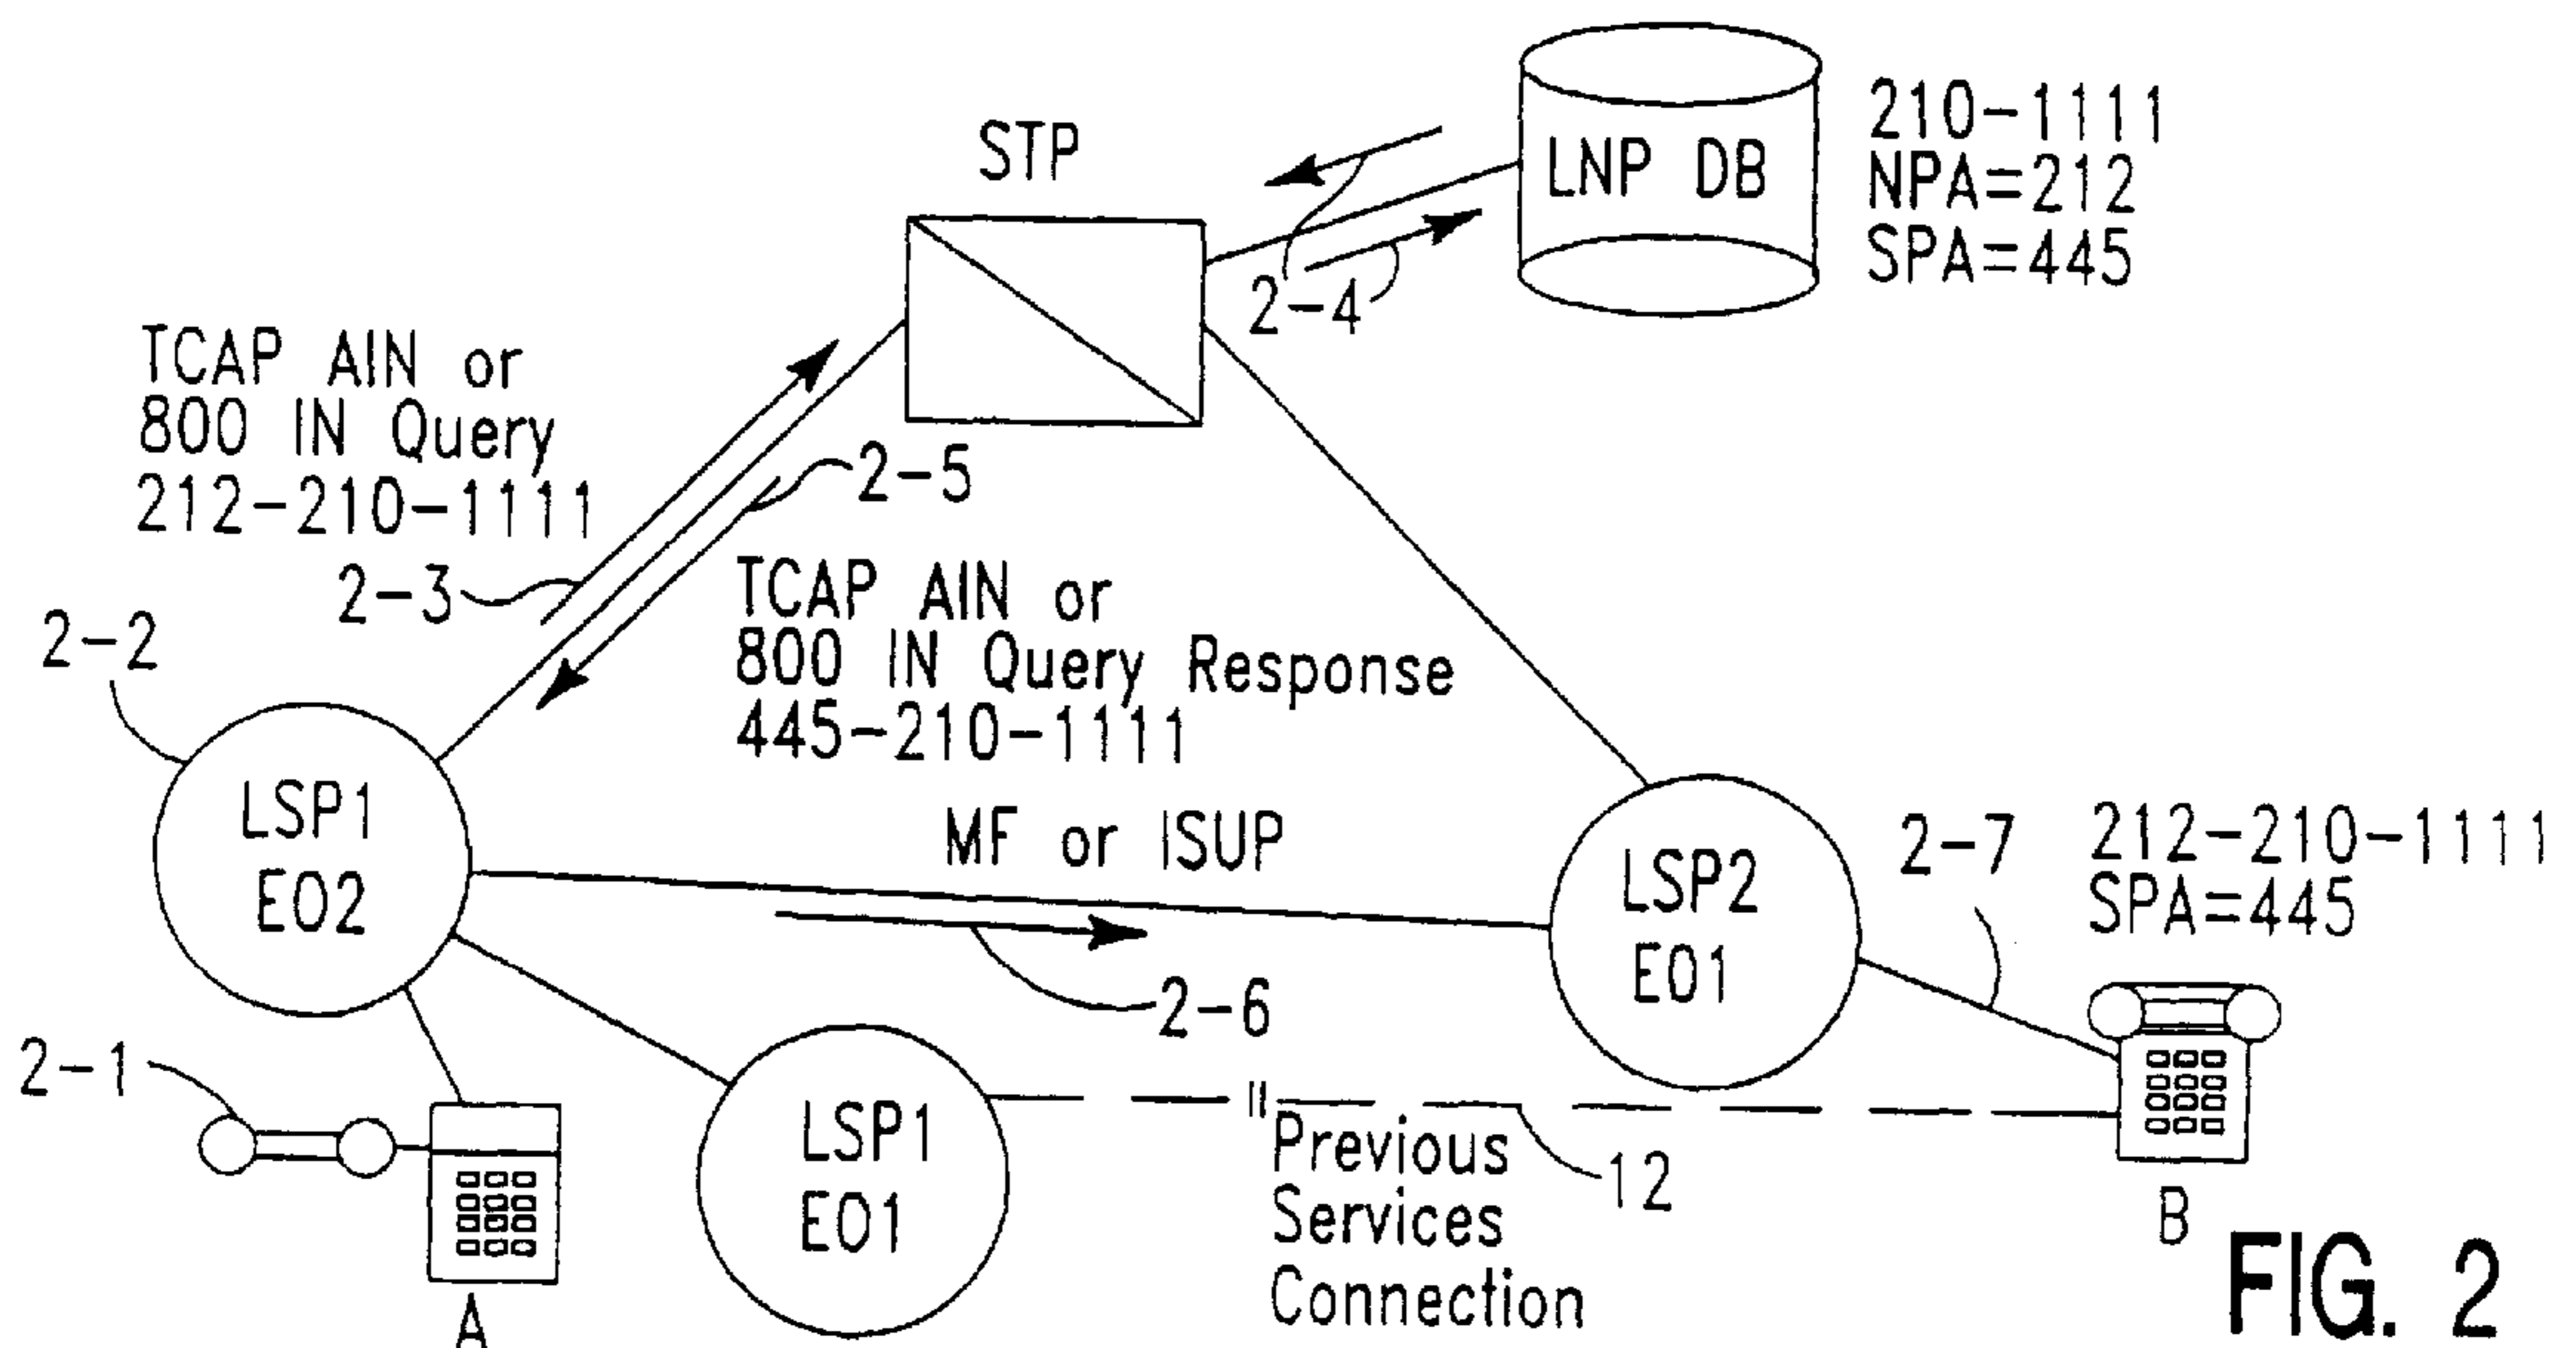 STP
LNP DB
210-1111
NPA=212
SPA=445
2-4
TCAP AIN or
800 IN Query
212-210-1111
2-3
2-5
TCAP AIN or
800 IN Query Response
445-210-1111
2-2
LSP1
EO2
MF or ISUP
2-6
LSP2
EO1
2-7
212-210-1111
SPA=445
2-1
A
LSP1
EO1
Previous
Services
Connection
12
B
FIG. 2